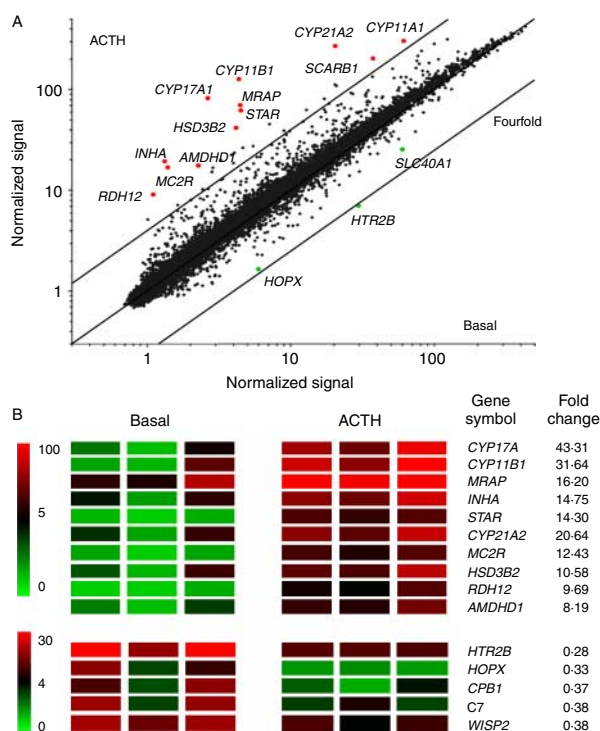 A
ACTH
CYP21A2
CYP11A1
SCARB1
CYP11B1
CYP17A1
MRAP
STAR
HSD3B2
INHA
AMDHD1
MC2R
RDH12
Fourfold
SLC40A1
HTR2B
HOPX
Basal
Normalized signal
100
10
1
1 10 100
Normalized signal
B
Basal ACTH Gene symbol Fold change
100
5
0
CYP17A 43·31
CYP11B1 31·64
MRAP 16·20
INHA 14·75
STAR 14·30
CYP21A2 20·64
MC2R 12·43
HSD3B2 10·58
RDH12 9·69
AMDHD1 8·19
30
4
0
HTR2B 0·28
HOPX 0·33
CPB1 0·37
C7 0·38
WISP2 0·38